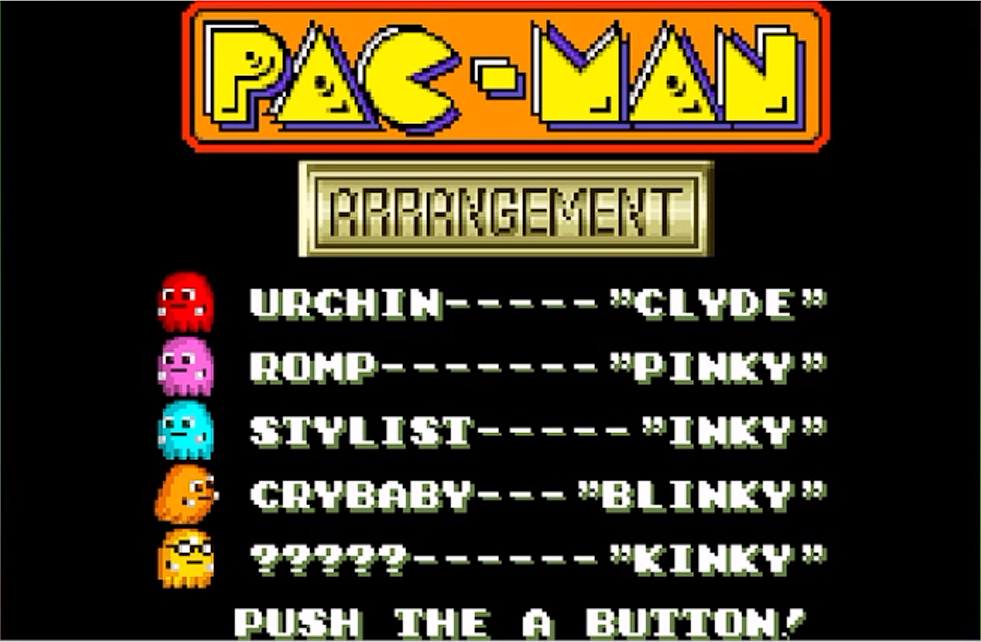 PAC-MAN
ARRANGEMENT
URCHIN-----"CLYDE"
ROMP-------"PINKY"
STYLIST-----"INKY"
CRYBABY---"BLINKY"
?????------"KINKY"
PUSH THE A BUTTON!